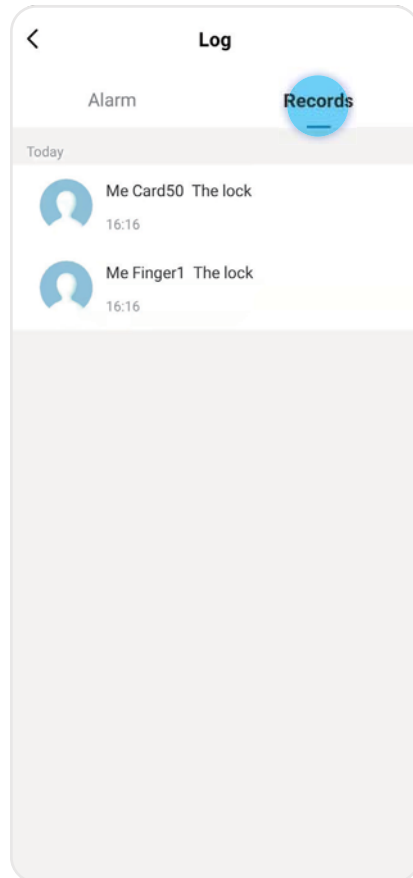 Log
Alarm Records
Today
Me Card50 The lock
16:16
Me Finger1 The lock
16:16